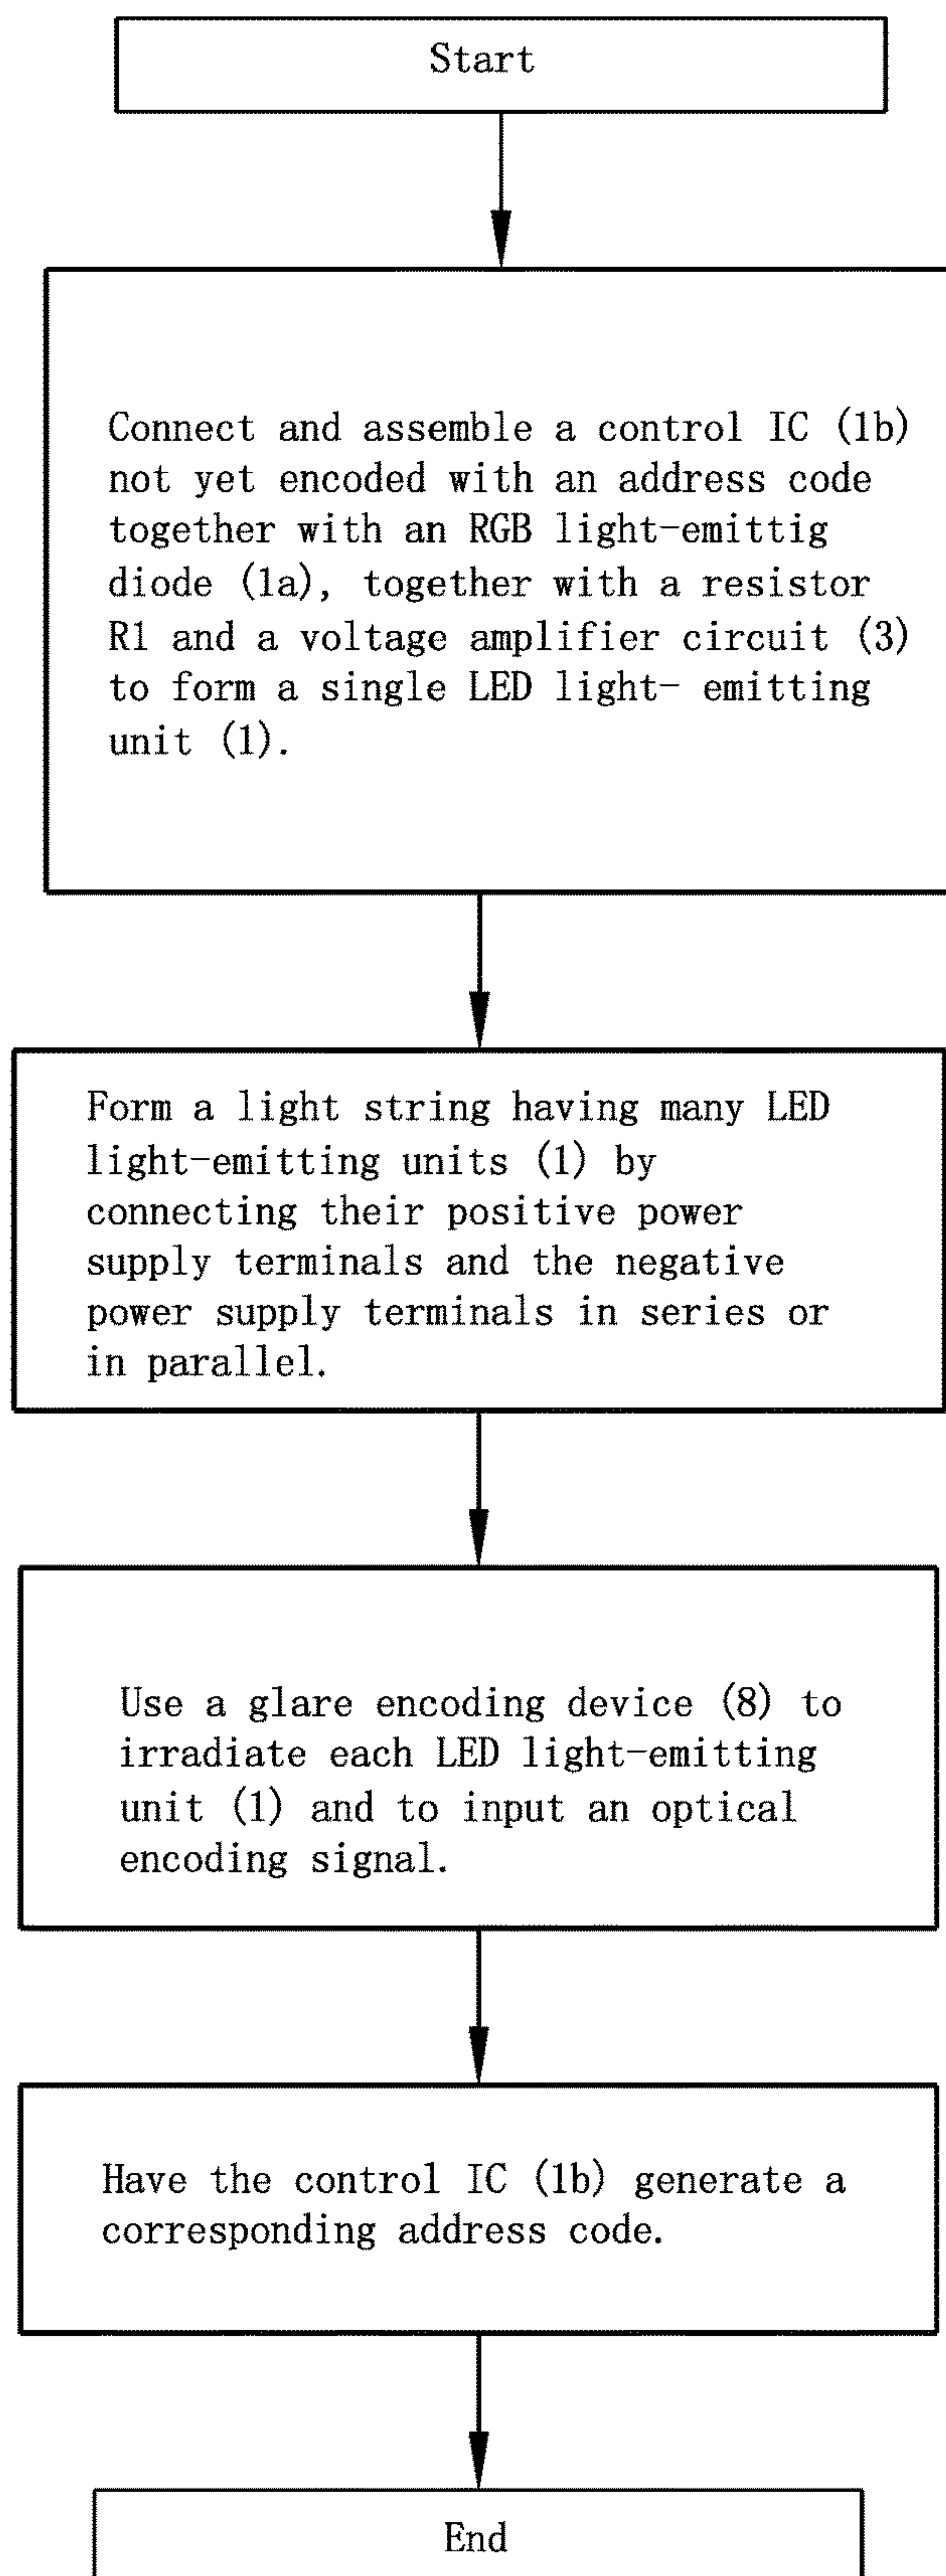 Start
Connect and assemble a control IC (1b)
not yet encoded with an address code
together with an RGB light-emittig
diode (1a), together with a resistor
R1 and a voltage amplifier circuit (3)
to form a single LED light- emitting
unit (1).
Form a light string having many LED
light-emitting units (1) by
connecting their positive power
supply terminals and the negative
power supply terminals in series or
in parallel.
Use a glare encoding device (8) to
irradiate each LED light-emitting
unit (1) and to input an optical
encoding signal.
Have the control IC (1b) generate a
corresponding address code.
End